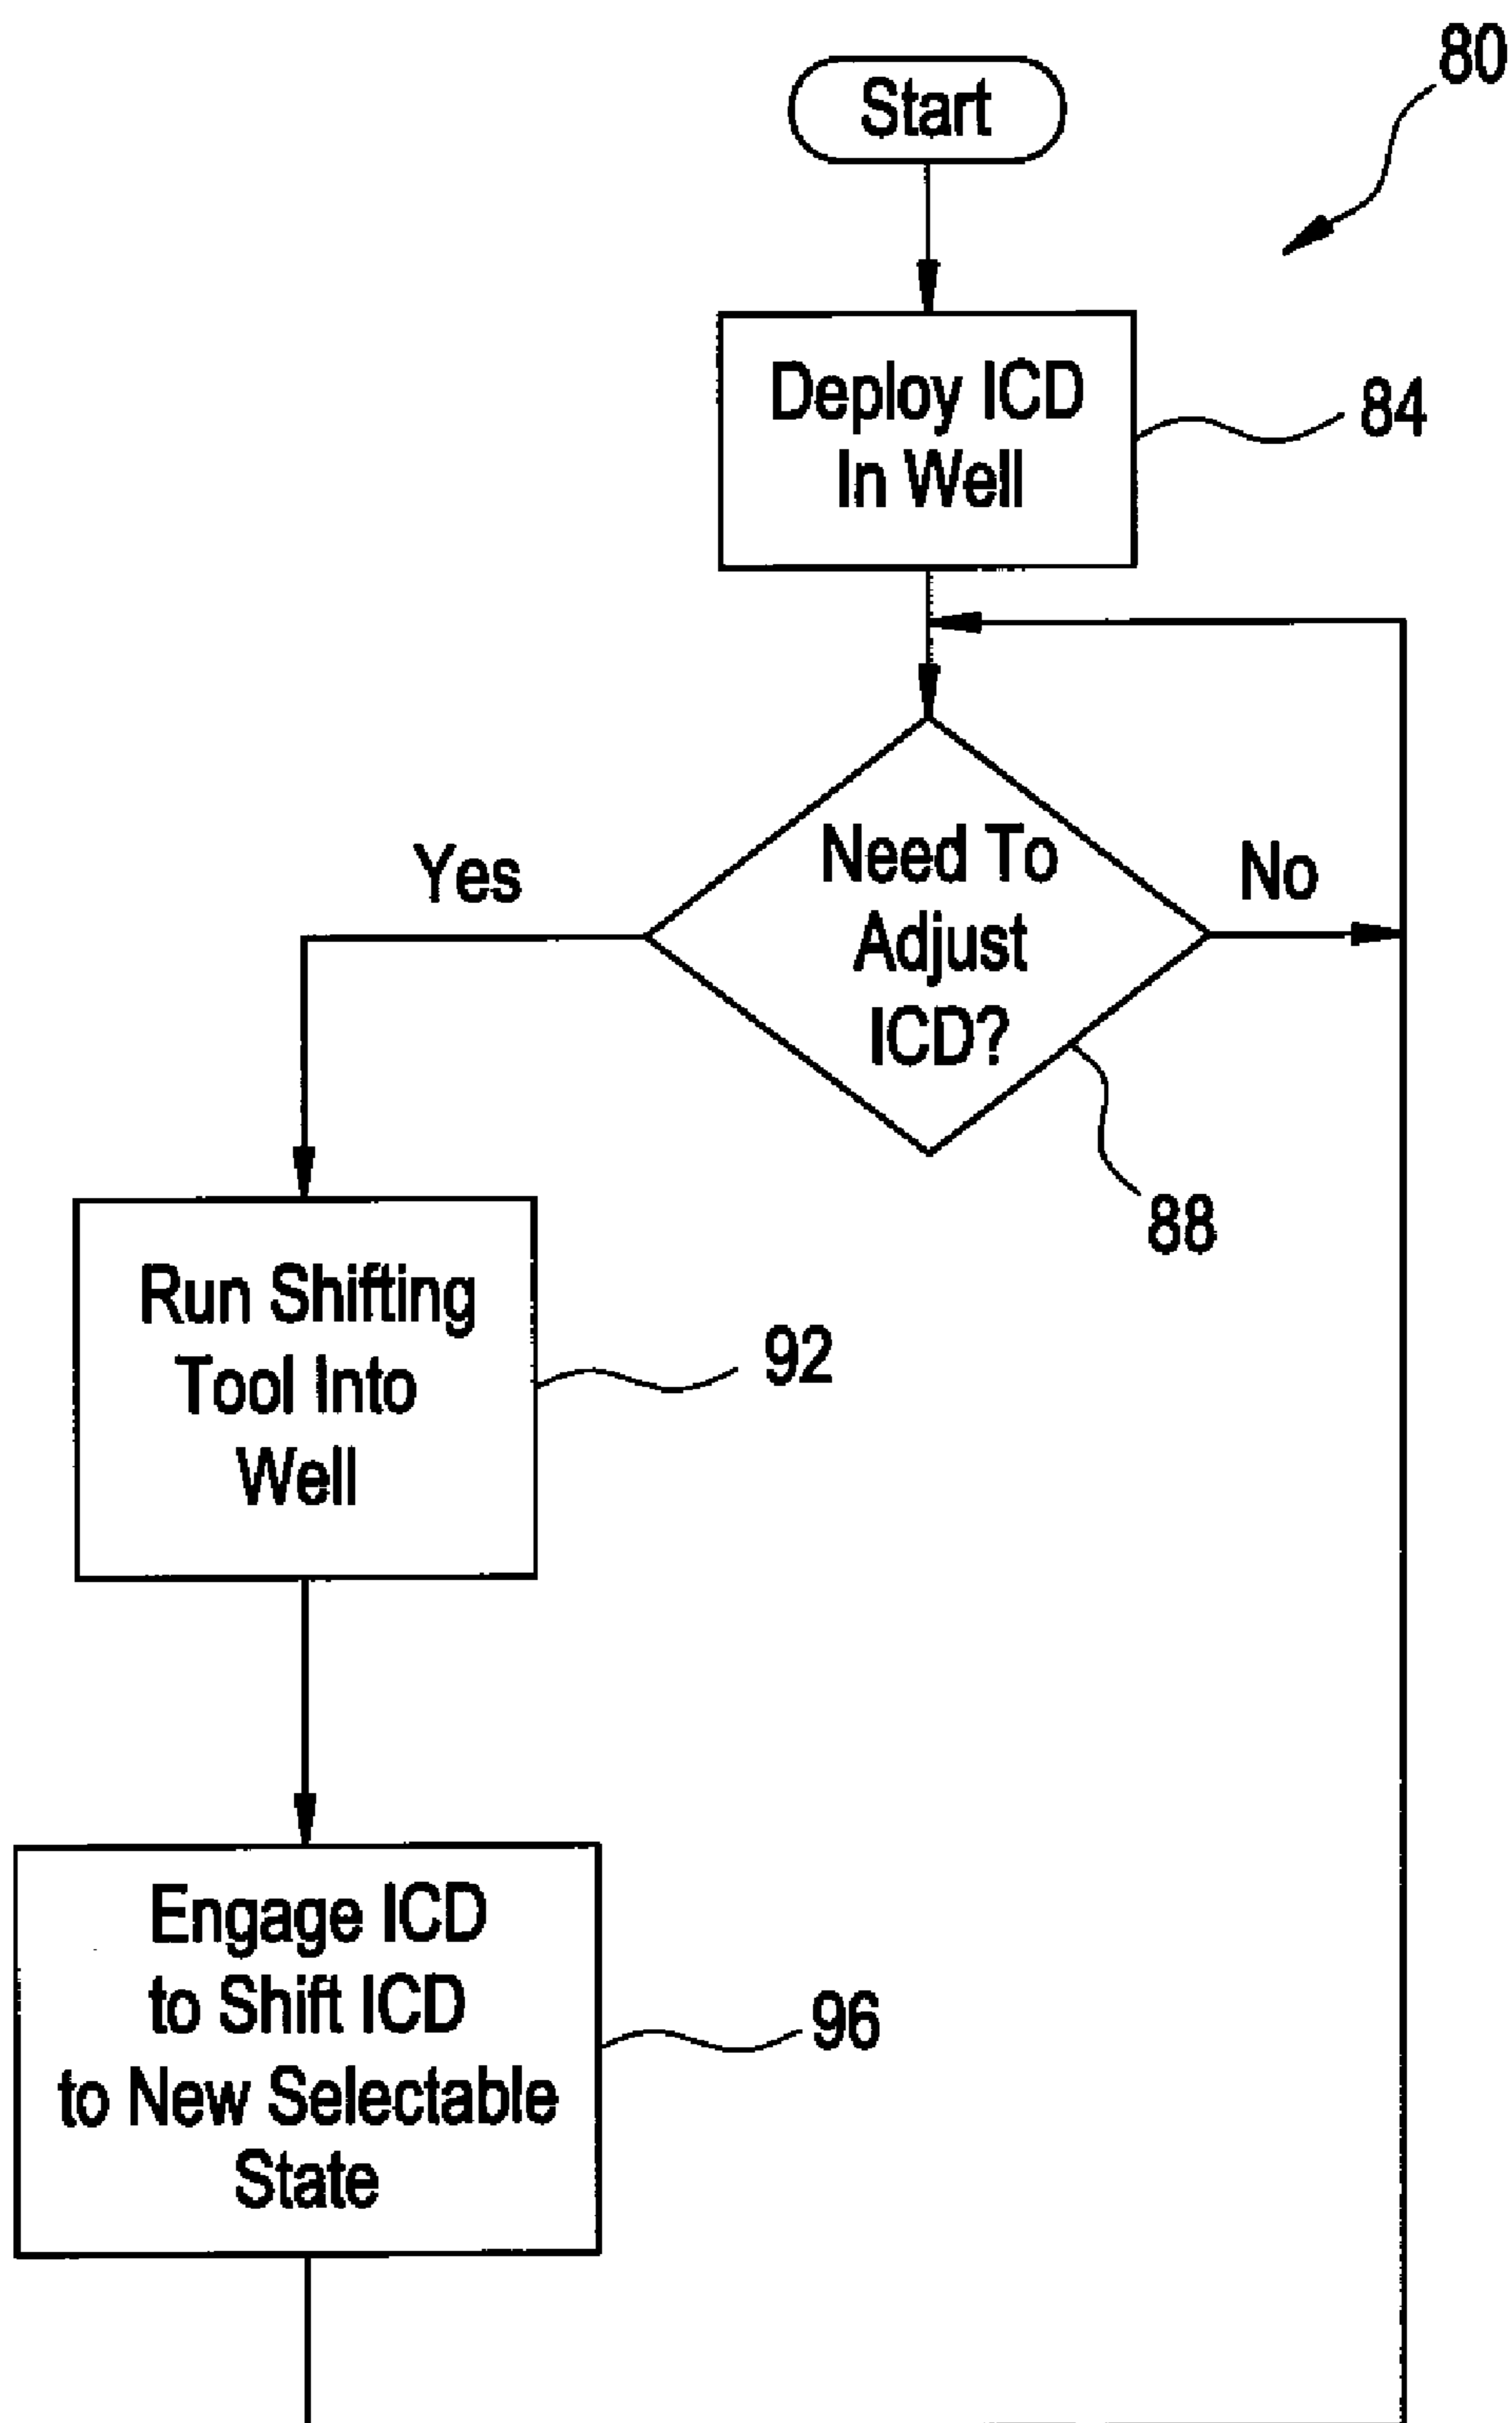 80
Start
Deploy ICD
In Well
84
Yes
Need To
Adjust
ICD?
No
88
Run Shifting
Tool Into
Well
92
Engage ICD
to Shift ICD
to New Selectable
State
96